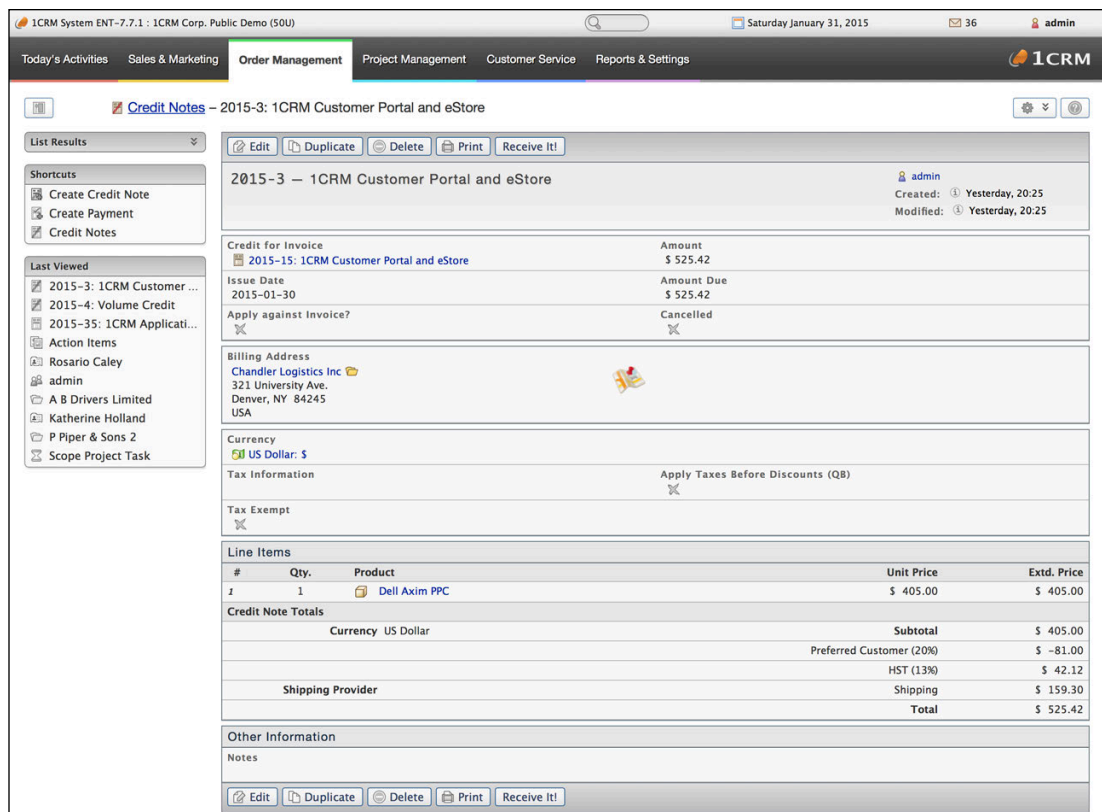 1CRM System ENT-7.7.1 : 1CRM Corp. Public Demo (50U) Saturday January 31, 2015 36 admin
Today's Activities Sales & Marketing Order Management Project Management Customer Service Reports & Settings 1CRM
Credit Notes – 2015-3: 1CRM Customer Portal and eStore
List Results
Shortcuts
Create Credit Note
Create Payment
Credit Notes
Last Viewed
2015-3: 1CRM Customer ...
2015-4: Volume Credit
2015-35: 1CRM Applicati...
Action Items
Rosario Caley
admin
A B Drivers Limited
Katherine Holland
P Piper & Sons 2
Scope Project Task
Edit Duplicate Delete Print Receive It!
2015-3 — 1CRM Customer Portal and eStore
admin
Created: Yesterday, 20:25
Modified: Yesterday, 20:25
Credit for Invoice Amount
2015-15: 1CRM Customer Portal and eStore $ 525.42
Issue Date Amount Due
2015-01-30 $ 525.42
Apply against Invoice? Cancelled
Billing Address
Chandler Logistics Inc
321 University Ave.
Denver, NY 84245
USA
Currency
US Dollar: $
Tax Information Apply Taxes Before Discounts (QB)
Tax Exempt
Line Items
# Qty. Product Unit Price Extd. Price
1 1 Dell Axim PPC $ 405.00 $ 405.00
Credit Note Totals
Currency US Dollar Subtotal $ 405.00
Preferred Customer (20%) $ -81.00
HST (13%) $ 42.12
Shipping Provider Shipping $ 159.30
Total $ 525.42
Other Information
Notes
Edit Duplicate Delete Print Receive It!